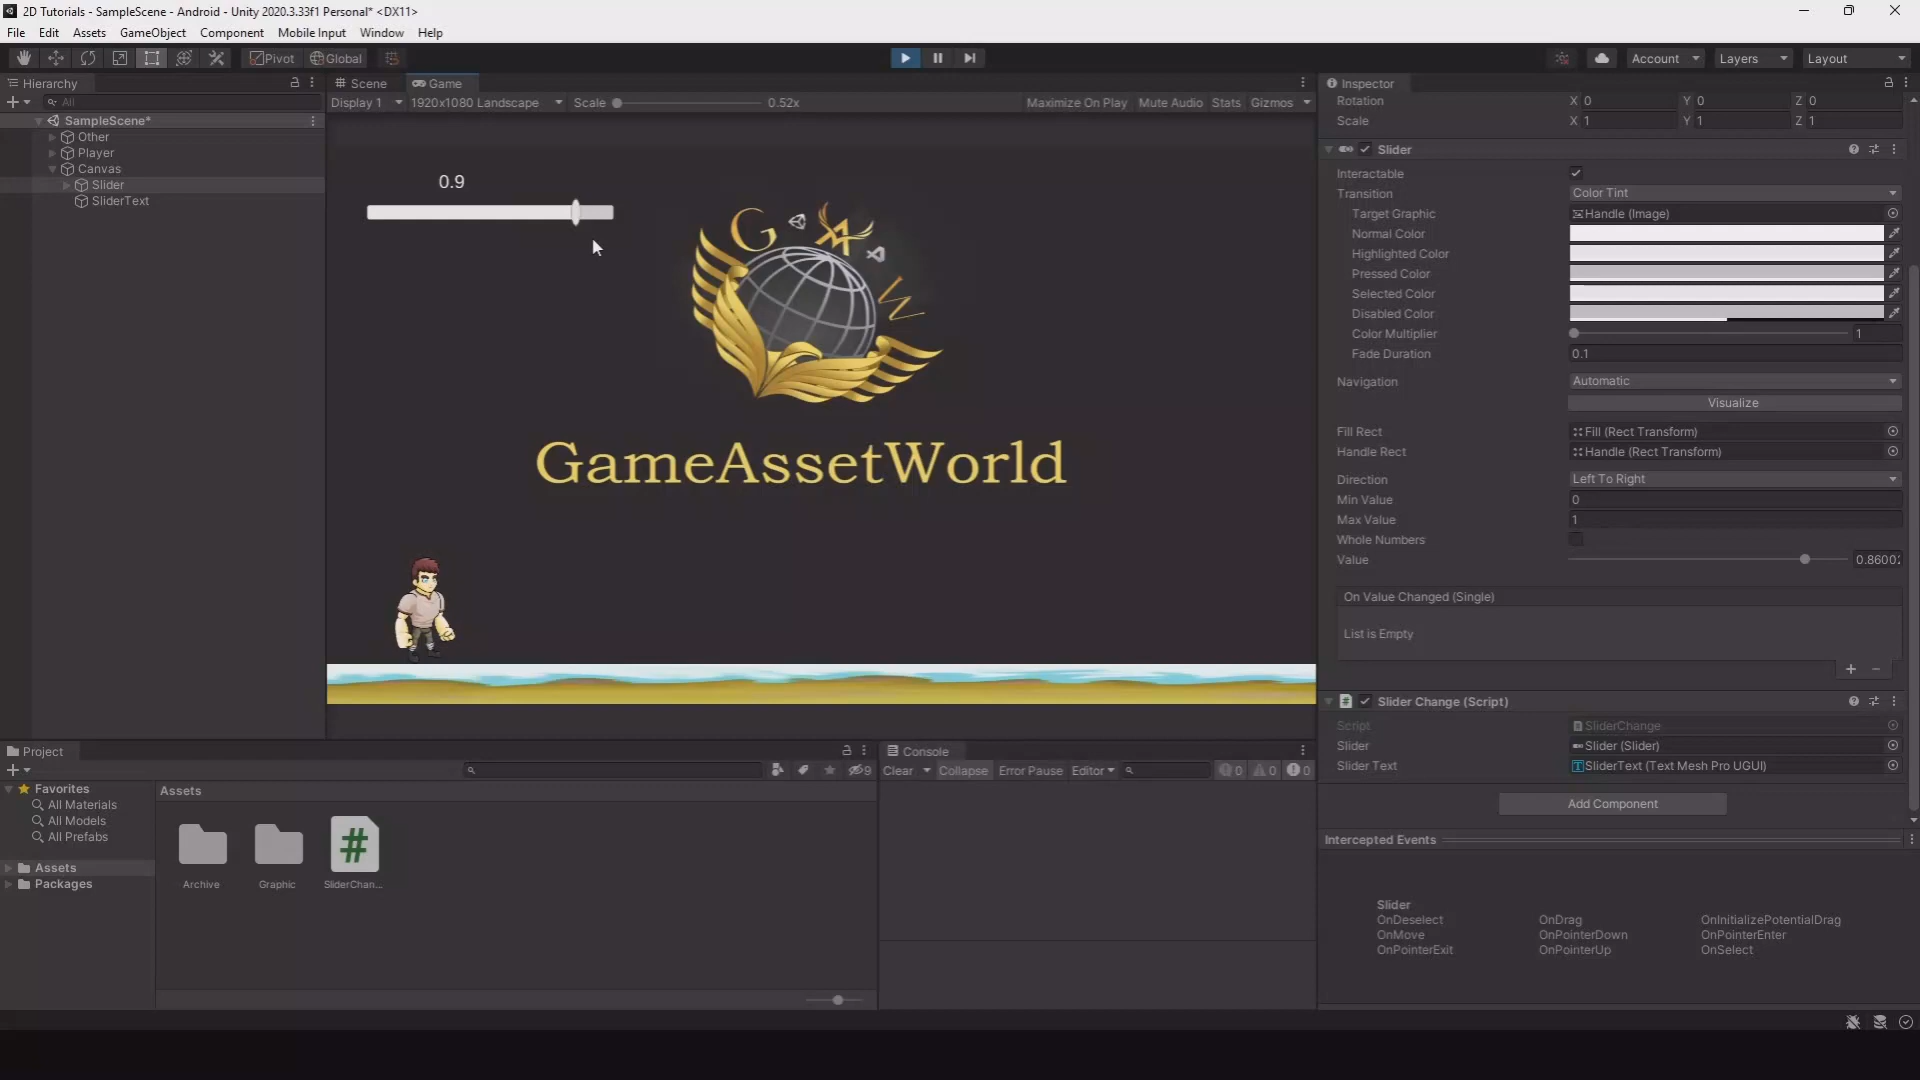 2D Tutorials - SampleScene - Android - Unity 2020.3.33f1 Personal* <DX11>
File Edit Assets GameObject Component Mobile Input Window Help
Pivot Global Account Layers Layout
Hierarchy
All
SampleScene*
Other
Player
Canvas
Slider
SliderText
Scene Game
Display 1 1920x1080 Landscape Scale 0.52x Maximize On Play Mute Audio Stats Gizmos
0.9
G A W
GameAssetWorld
Inspector
Rotation X 0 Y 0 Z 0
Scale X 1 Y 1 Z 1
Slider
Interactable
Transition Color Tint
Target Graphic Handle (Image)
Normal Color
Highlighted Color
Pressed Color
Selected Color
Disabled Color
Color Multiplier 1
Fade Duration 0.1
Navigation Automatic
Visualize
Fill Rect Fill (Rect Transform)
Handle Rect Handle (Rect Transform)
Direction Left To Right
Min Value 0
Max Value 1
Whole Numbers
Value 0.8600
On Value Changed (Single)
List is Empty
+ −
# Slider Change (Script)
Script SliderChange
Slider Slider (Slider)
Slider Text SliderText (Text Mesh Pro UGUI)
Add Component
Intercepted Events
Slider
OnDeselect OnDrag OnInitializePotentialDrag
OnMove OnPointerDown OnPointerEnter
OnPointerExit OnPointerUp OnSelect
Project
9
Favorites
All Materials
All Models
All Prefabs
Assets
Packages
Assets
#
Archive Graphic SliderChan...
Console
Clear Collapse Error Pause Editor 0 0 0